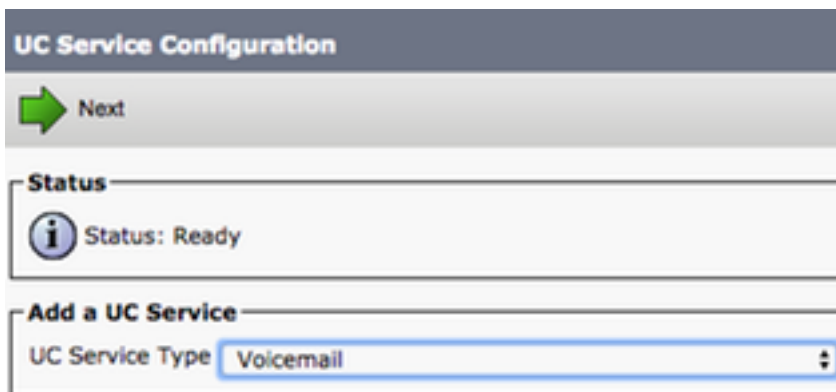 UC Service Configuration
Next
Status
i Status: Ready
Add a UC Service
UC Service Type Voicemail